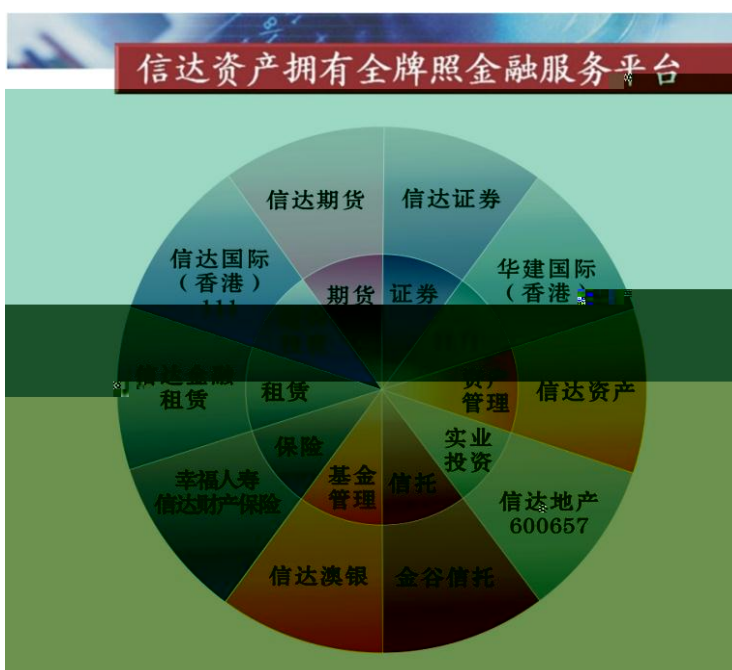 信达资产拥有全牌照金融服务平台
信达期货
信达证券
信达国际
（香港）
111
华建国际
（香港）
期货
证券
信达金融
租赁
租赁
资产
管理
信达资产
保险
实业
投资
幸福人寿
信达财产保险
基金
管理
信托
信达地产
600657
信达澳银
金谷信托